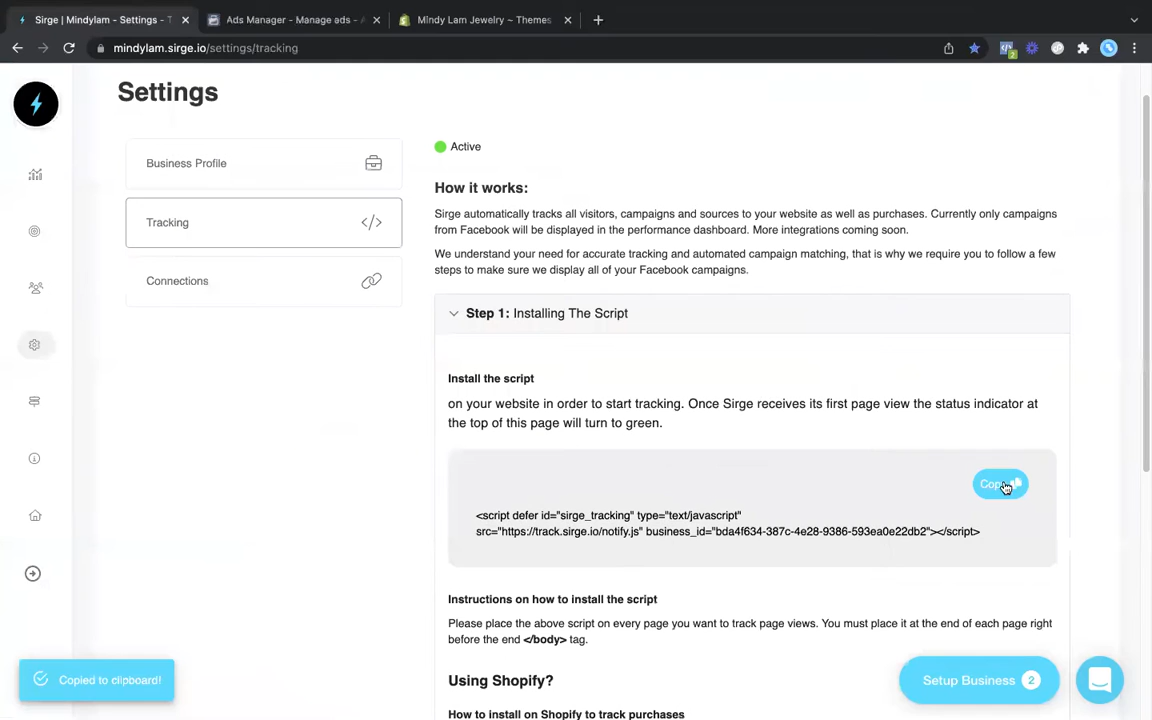 Sirge | Mindylam - Settings - T
Ads Manager - Manage ads - A
Mindy Lam Jewelry ~ Themes
mindylam.sirge.io/settings/tracking
2
Settings
Business Profile
Tracking
Connections
Active
How it works:
Sirge automatically tracks all visitors, campaigns and sources to your website as well as purchases. Currently only campaigns
from Facebook will be displayed in the performance dashboard. More integrations coming soon.
We understand your need for accurate tracking and automated campaign matching, that is why we require you to follow a few
steps to make sure we display all of your Facebook campaigns.
Step 1: Installing The Script
Install the script
on your website in order to start tracking. Once Sirge receives its first page view the status indicator at
the top of this page will turn to green.
Copy
<script defer id="sirge_tracking" type="text/javascript"
src="https://track.sirge.io/notify.js" business_id="bda4f634-387c-4e28-9386-593ea0e22db2"></script>
Instructions on how to install the script
Please place the above script on every page you want to track page views. You must place it at the end of each page right
before the end </body> tag.
Using Shopify?
How to install on Shopify to track purchases
Copied to clipboard!
Setup Business 2